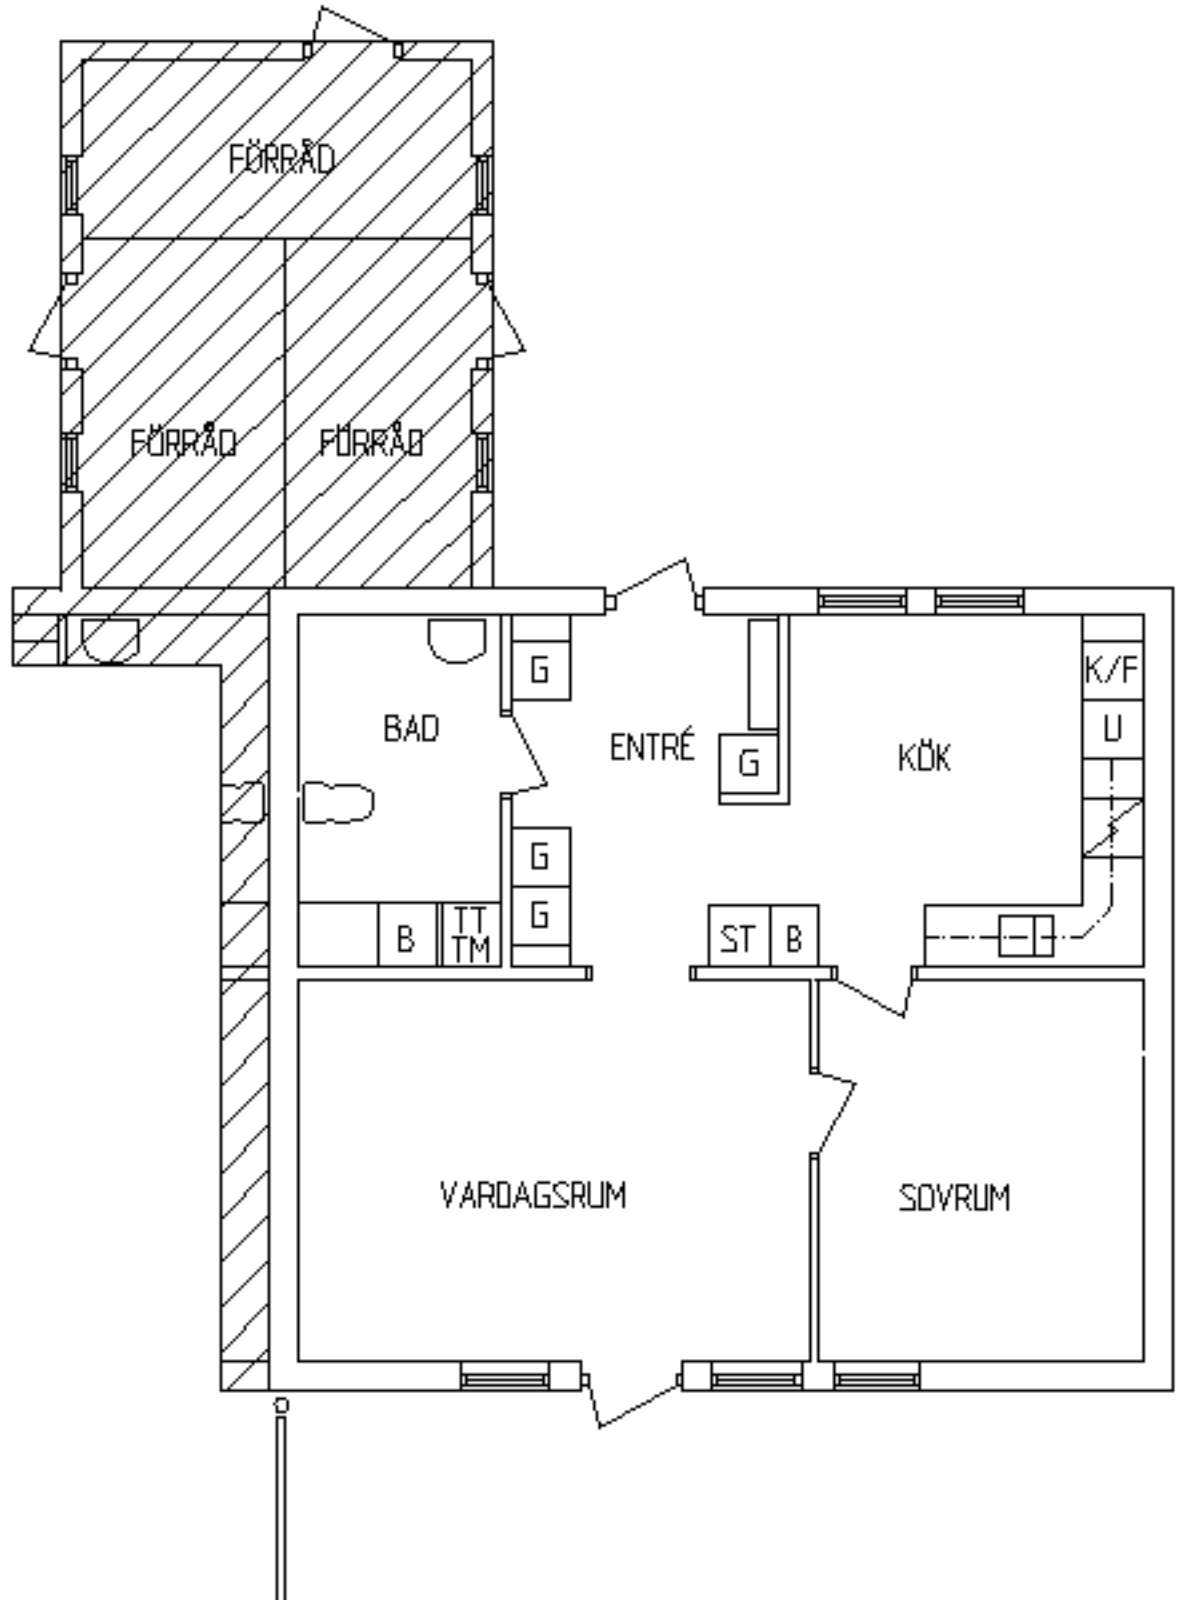 FÖRRÅD
FÖRRÅD
FÖRRÅD
G
K/F
BAD
ENTRÉ
G
KÖK
U
G
G
B
TT
TM
ST
B
VARDAGSRUM
SOVRUM